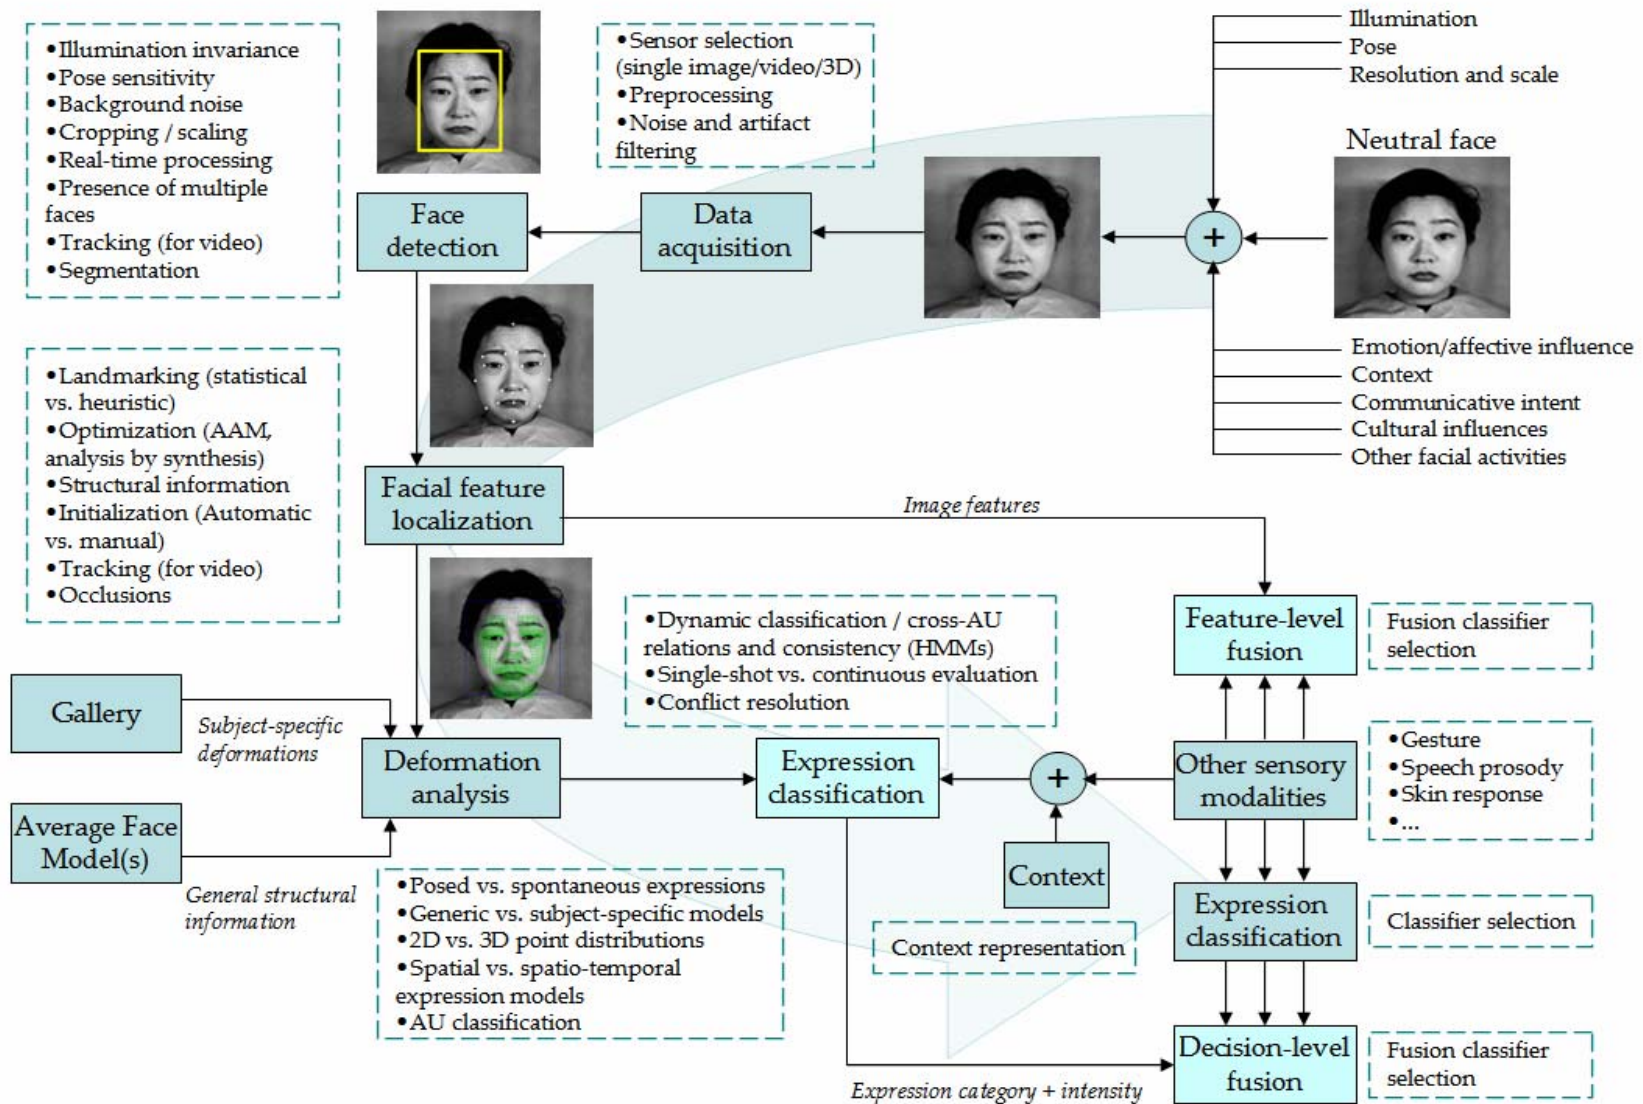 •Illumination invariance
•Pose sensitivity
•Background noise
•Cropping / scaling
•Real-time processing
•Presence of multiple
faces
•Tracking (for video)
•Segmentation
•Sensor selection
(single image/video/3D)
•Preprocessing
•Noise and artifact
filtering
Illumination
Pose
Resolution and scale
Neutral face
Face
detection
Data
acquisition
+
Emotion/affective influence
Context
Communicative intent
Cultural influences
Other facial activities
•Landmarking (statistical
vs. heuristic)
•Optimization (AAM,
analysis by synthesis)
•Structural information
•Initialization (Automatic
vs. manual)
•Tracking (for video)
•Occlusions
Facial feature
localization
Image features
•Dynamic classification / cross-AU
relations and consistency (HMMs)
•Single-shot vs. continuous evaluation
•Conflict resolution
Feature-level
fusion
Fusion classifier
selection
Gallery
Subject-specific
deformations
Deformation
analysis
Expression
classification
+
Other sensory
modalities
•Gesture
•Speech prosody
•Skin response
•...
Average Face
Model(s)
General structural
information
•Posed vs. spontaneous expressions
•Generic vs. subject-specific models
•2D vs. 3D point distributions
•Spatial vs. spatio-temporal
expression models
•AU classification
Context
Context representation
Expression
classification
Classifier selection
Decision-level
fusion
Fusion classifier
selection
Expression category + intensity